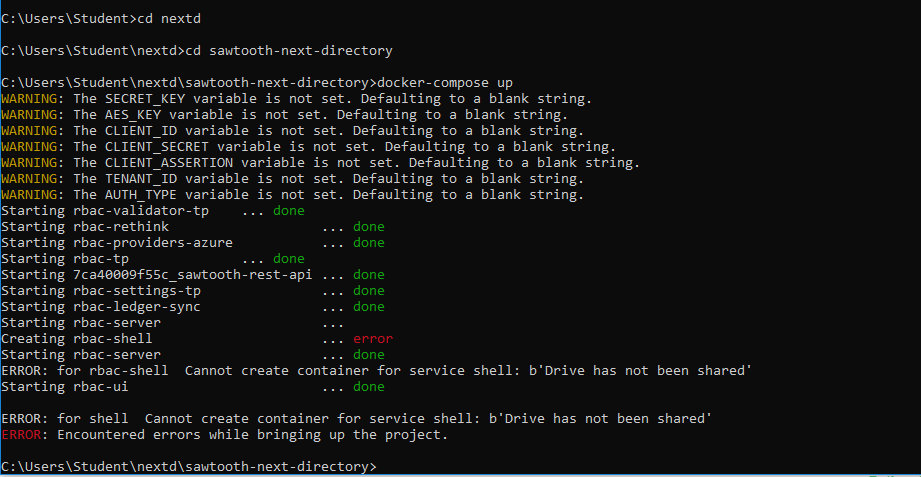 C:\Users\Student>cd nextd
C:\Users\Student\nextd>cd sawtooth-next-directory
C:\Users\Student\nextd\sawtooth-next-directory>docker-compose up
WARNING: The SECRET_KEY variable is not set. Defaulting to a blank string.
WARNING: The AES_KEY variable is not set. Defaulting to a blank string.
WARNING: The CLIENT_ID variable is not set. Defaulting to a blank string.
WARNING: The CLIENT_SECRET variable is not set. Defaulting to a blank string.
WARNING: The CLIENT_ASSERTION variable is not set. Defaulting to a blank string.
WARNING: The TENANT_ID variable is not set. Defaulting to a blank string.
WARNING: The AUTH_TYPE variable is not set. Defaulting to a blank string.
Starting rbac-validator-tp    ... done
Starting rbac-rethink                   ... done
Starting rbac-providers-azure           ... done
Starting rbac-tp              ... done
Starting 7ca40009f55c_sawtooth-rest-api ... done
Starting rbac-settings-tp               ... done
Starting rbac-ledger-sync               ... done
Starting rbac-server                    ...
Creating rbac-shell                     ... error
Starting rbac-server                    ... done
ERROR: for rbac-shell  Cannot create container for service shell: b'Drive has not been shared'
Starting rbac-ui                        ... done
ERROR: for shell  Cannot create container for service shell: b'Drive has not been shared'
ERROR: Encountered errors while bringing up the project.
C:\Users\Student\nextd\sawtooth-next-directory>